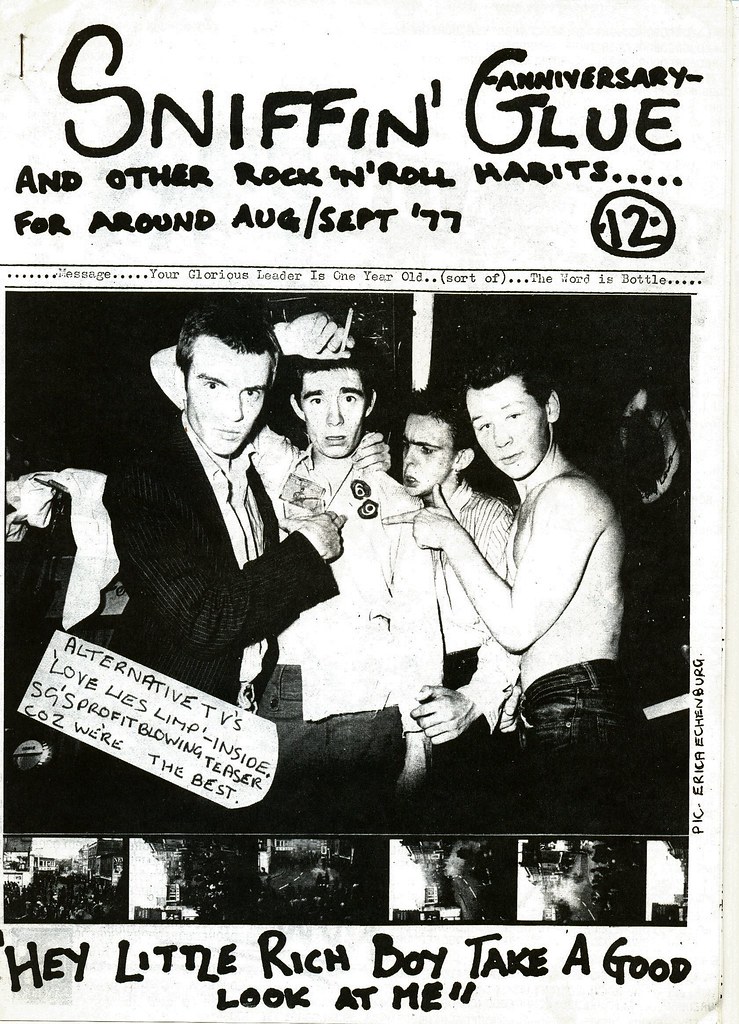 SNIFFIN' GLUE
-ANNIVERSARY-
AND OTHER ROCK 'N' ROLL HABITS.....
FOR AROUND AUG/SEPT '77
12.
.......Message.....Your Glorious Leader Is One Year Old..(sort of)...The Word is Bottle.....
6
9
ALTERNATIVE TV'S
'LOVE LIES LIMP'-INSIDE.
SG'S PROFIT BLOWING TEASER
COZ WE'RE THE BEST.
PIC- ERICA ECHENBURG.
"HEY LITTLE RICH BOY TAKE A GOOD
LOOK AT ME"